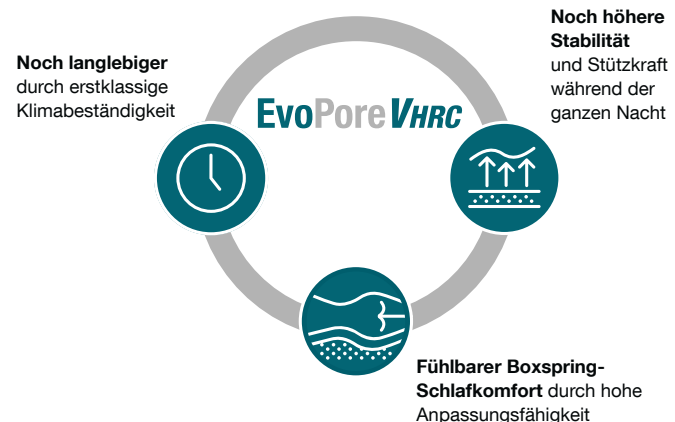 Noch langlebiger
durch erstklassige
Klimabeständigkeit
EvoPore VHRC
Noch höhere
Stabilität
und Stützkraft
während der
ganzen Nacht
Fühlbarer Boxspring-
Schlafkomfort durch hohe
Anpassungsfähigkeit